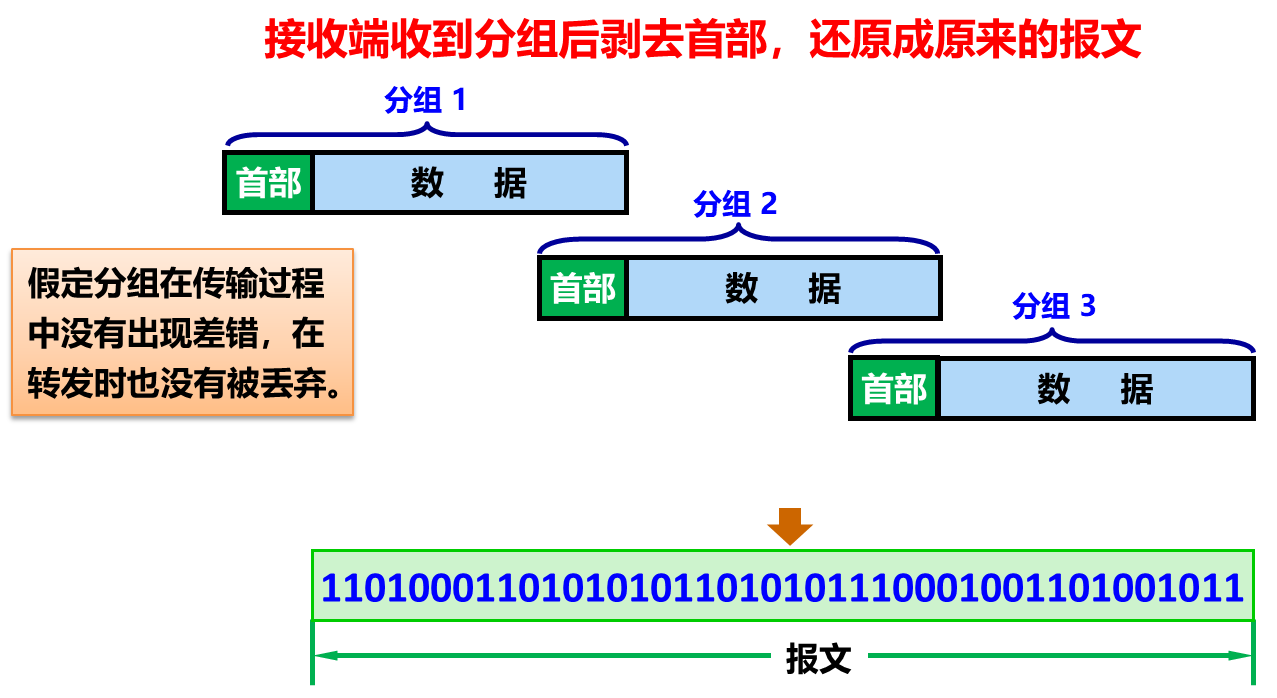 接收端收到分组后剥去首部，还原成原来的报文
分组 1
首部 数 据
分组 2
首部 数 据
分组 3
首部 数 据
假定分组在传输过程
中没有出现差错，在
转发时也没有被丢弃。
110100011010101011010101110001001101001011
报文